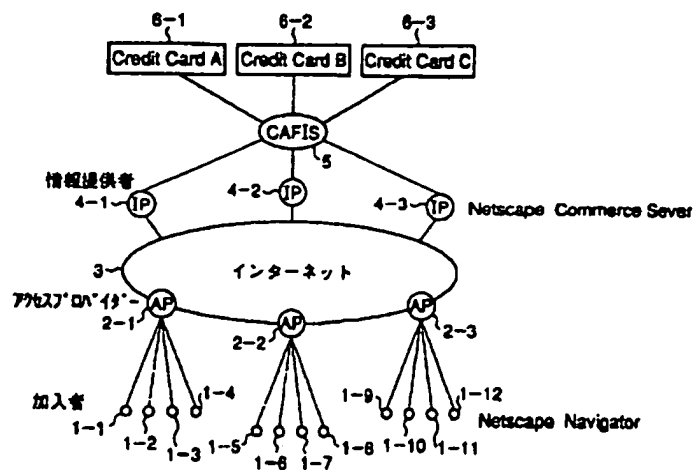 6-1 6-2 6-3
Credit Card A Credit Card B Credit Card C
CAFIS
5
情報提供者
4-1 IP 4-2 IP 4-3 IP Netscape Commerce Sever
3 インターネット
アクセスプロバイダー
2-1 AP 2-2 AP AP 2-3
加入者
1-1 1-2 1-3 1-4 1-5 1-6 1-7 1-8 1-9 1-10 1-11 1-12
Netscape Navigator